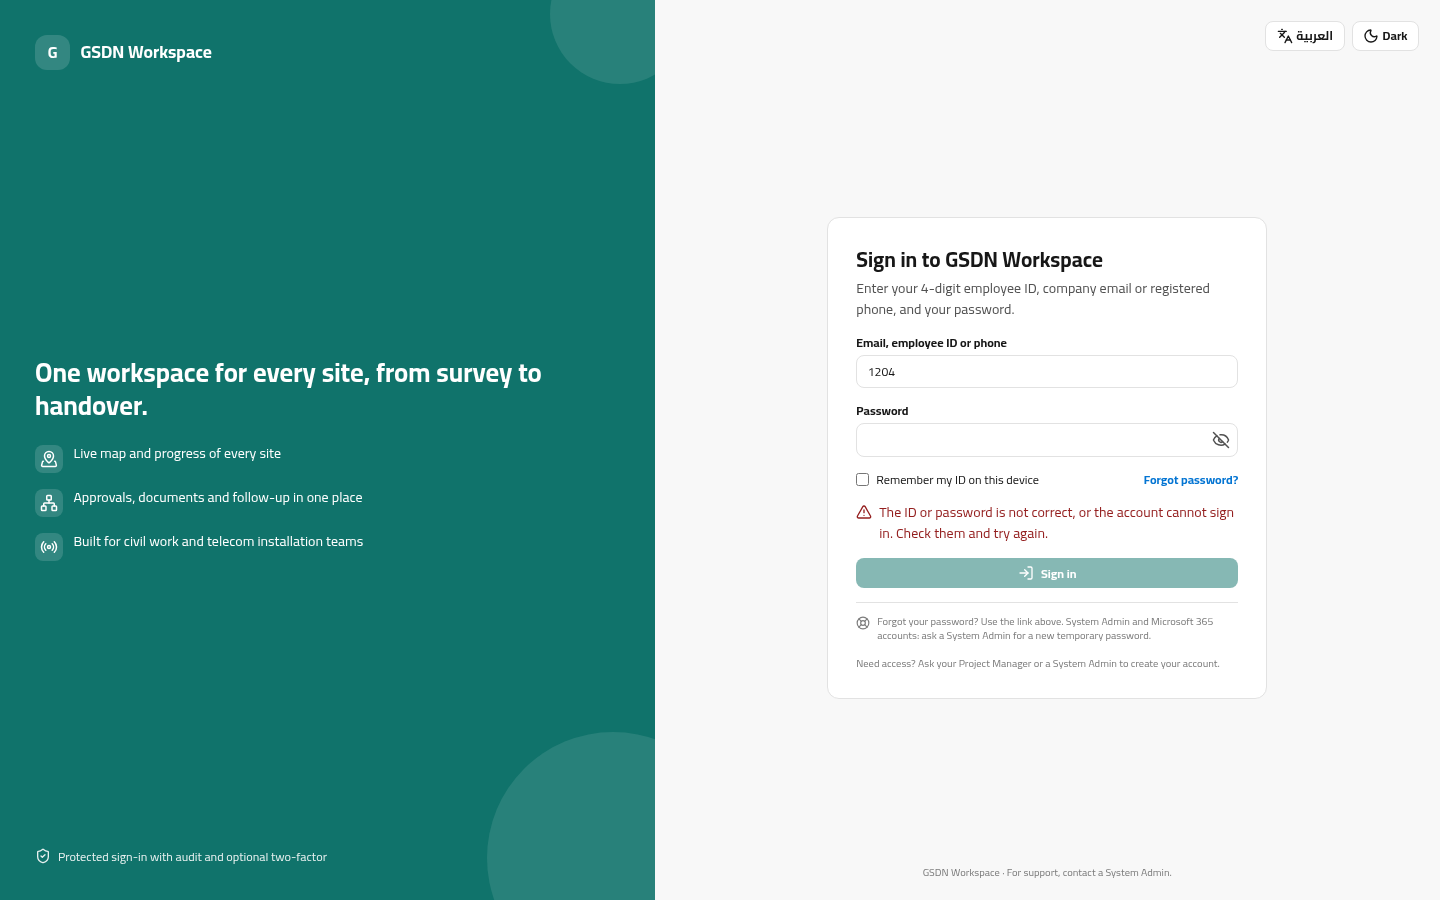 G
GSDN Workspace
One workspace for every site, from survey to
handover.
Live map and progress of every site
Approvals, documents and follow-up in one place
Built for civil work and telecom installation teams
Protected sign-in with audit and optional two-factor
العربية
Dark
Sign in to GSDN Workspace
Enter your 4-digit employee ID, company email or registered
phone, and your password.
Email, employee ID or phone
1204
Password
Remember my ID on this device
Forgot password?
The ID or password is not correct, or the account cannot sign
in. Check them and try again.
Sign in
Forgot your password? Use the link above. System Admin and Microsoft 365
accounts: ask a System Admin for a new temporary password.
Need access? Ask your Project Manager or a System Admin to create your account.
GSDN Workspace · For support, contact a System Admin.